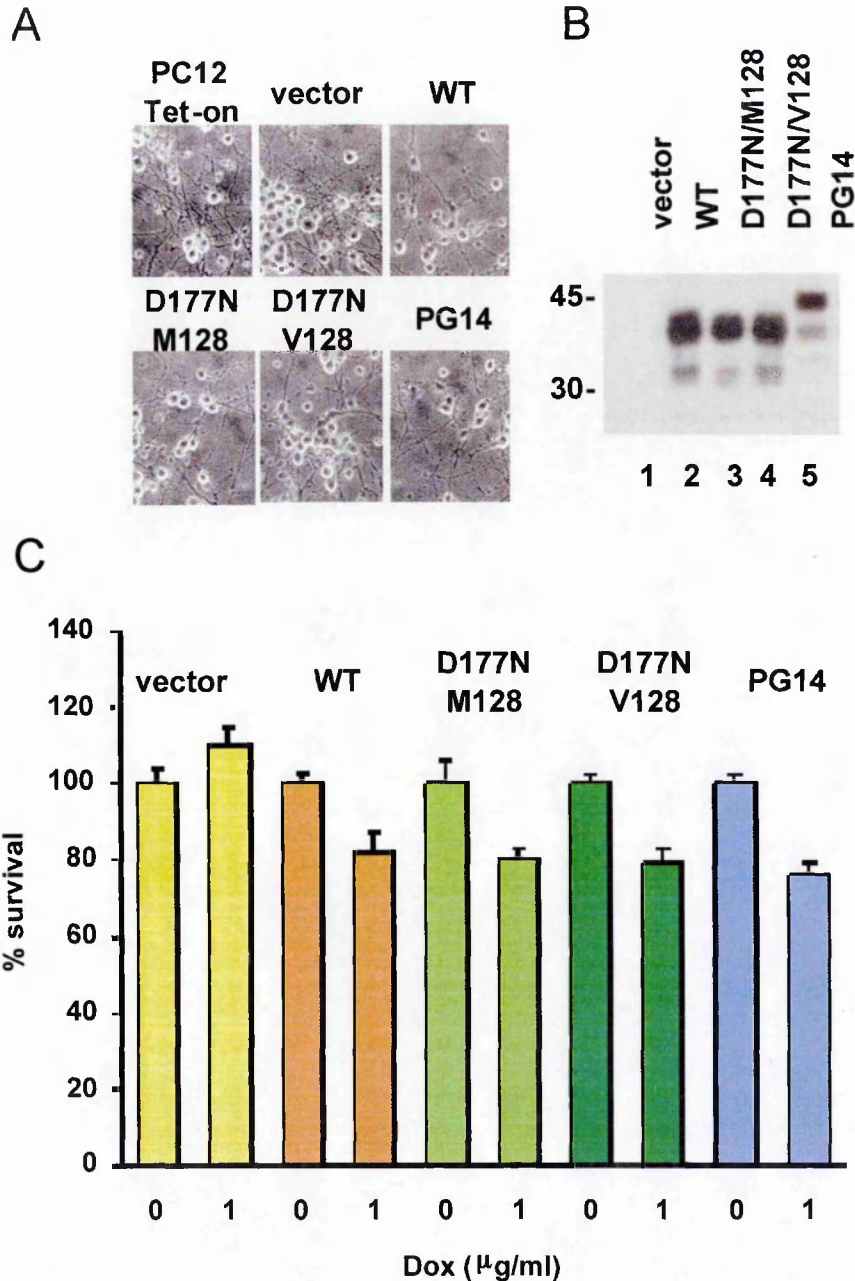 A
PC12
Tet-on
vector
WT
D177N
M128
D177N
V128
PG14
B
vector
WT
D177N/M128
D177N/V128
PG14
45-
30-
1 2 3 4 5
C
% survival
140
120
100
80
60
40
20
0
vector
WT
D177N
M128
D177N
V128
PG14
0 1 0 1 0 1 0 1 0 1
Dox (μg/ml)